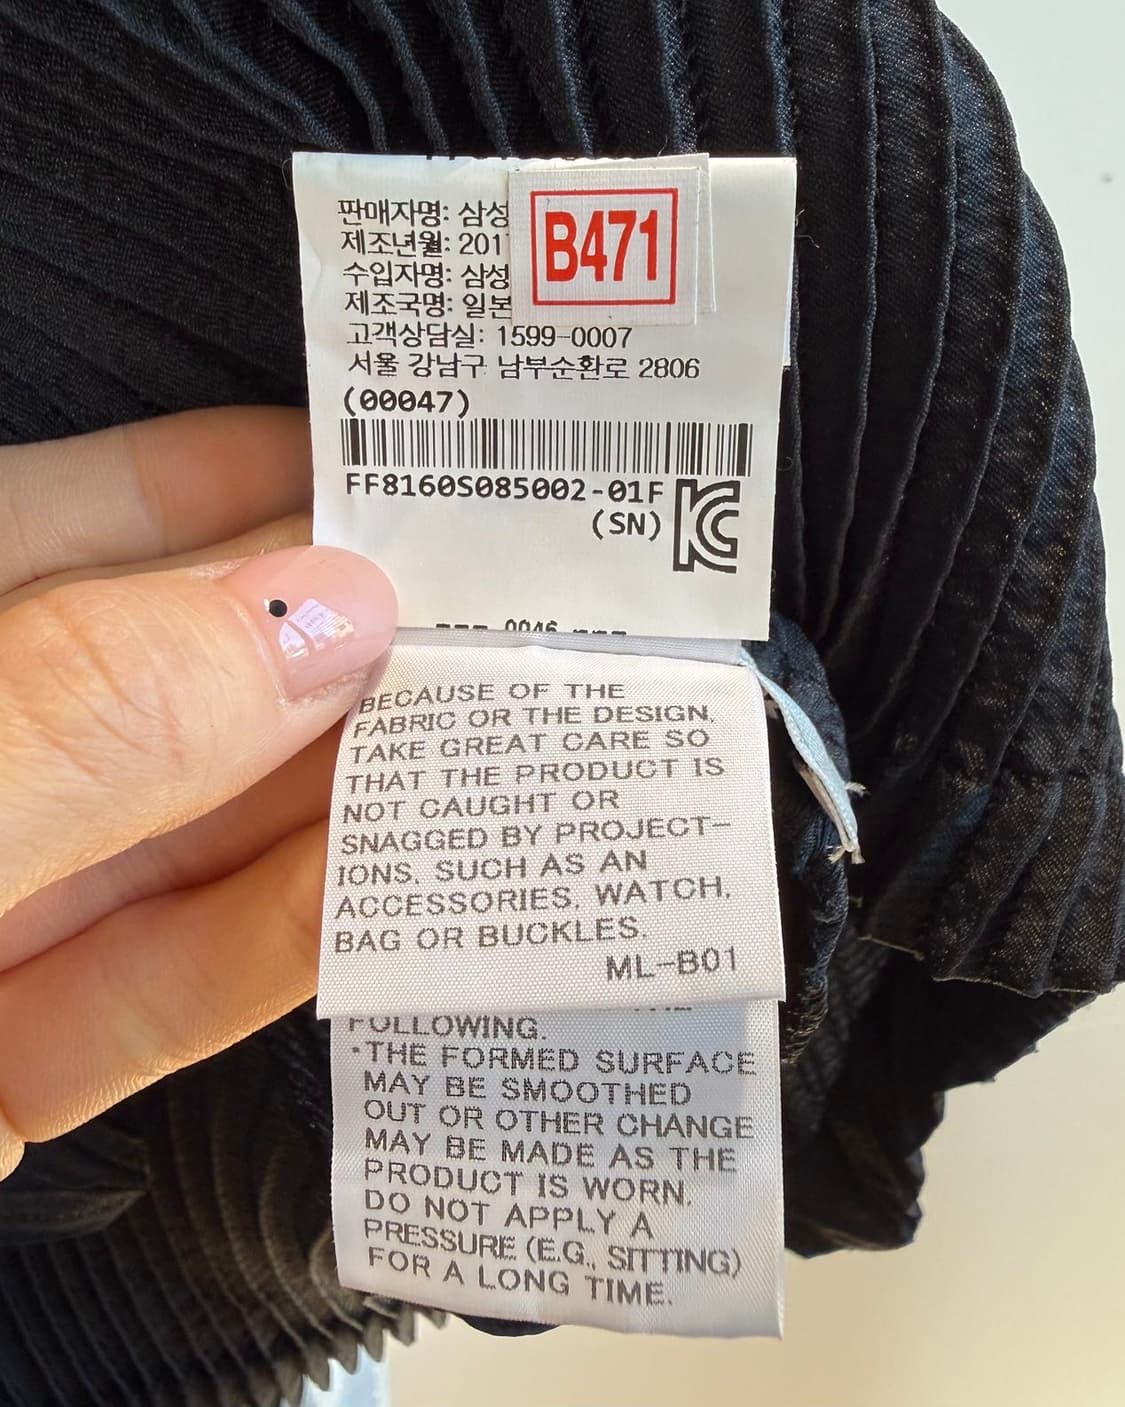 판매자명: 삼성
제조년월: 201
수입자명: 삼성
제조국명: 일본
B471
고객상담실: 1599-0007
서울 강남구 남부순환로 2806
(00047)
FF8160S085002-01F
(SN)
BECAUSE OF THE
FABRIC OR THE DESIGN,
TAKE GREAT CARE SO
THAT THE PRODUCT IS
NOT CAUGHT OR
SNAGGED BY PROJECT-
IONS, SUCH AS AN
ACCESSORIES, WATCH,
BAG OR BUCKLES.
ML-B01
FOLLOWING.
·THE FORMED SURFACE
MAY BE SMOOTHED
OUT OR OTHER CHANGE
MAY BE MADE AS THE
PRODUCT IS WORN.
DO NOT APPLY A
PRESSURE (E.G., SITTING)
FOR A LONG TIME.